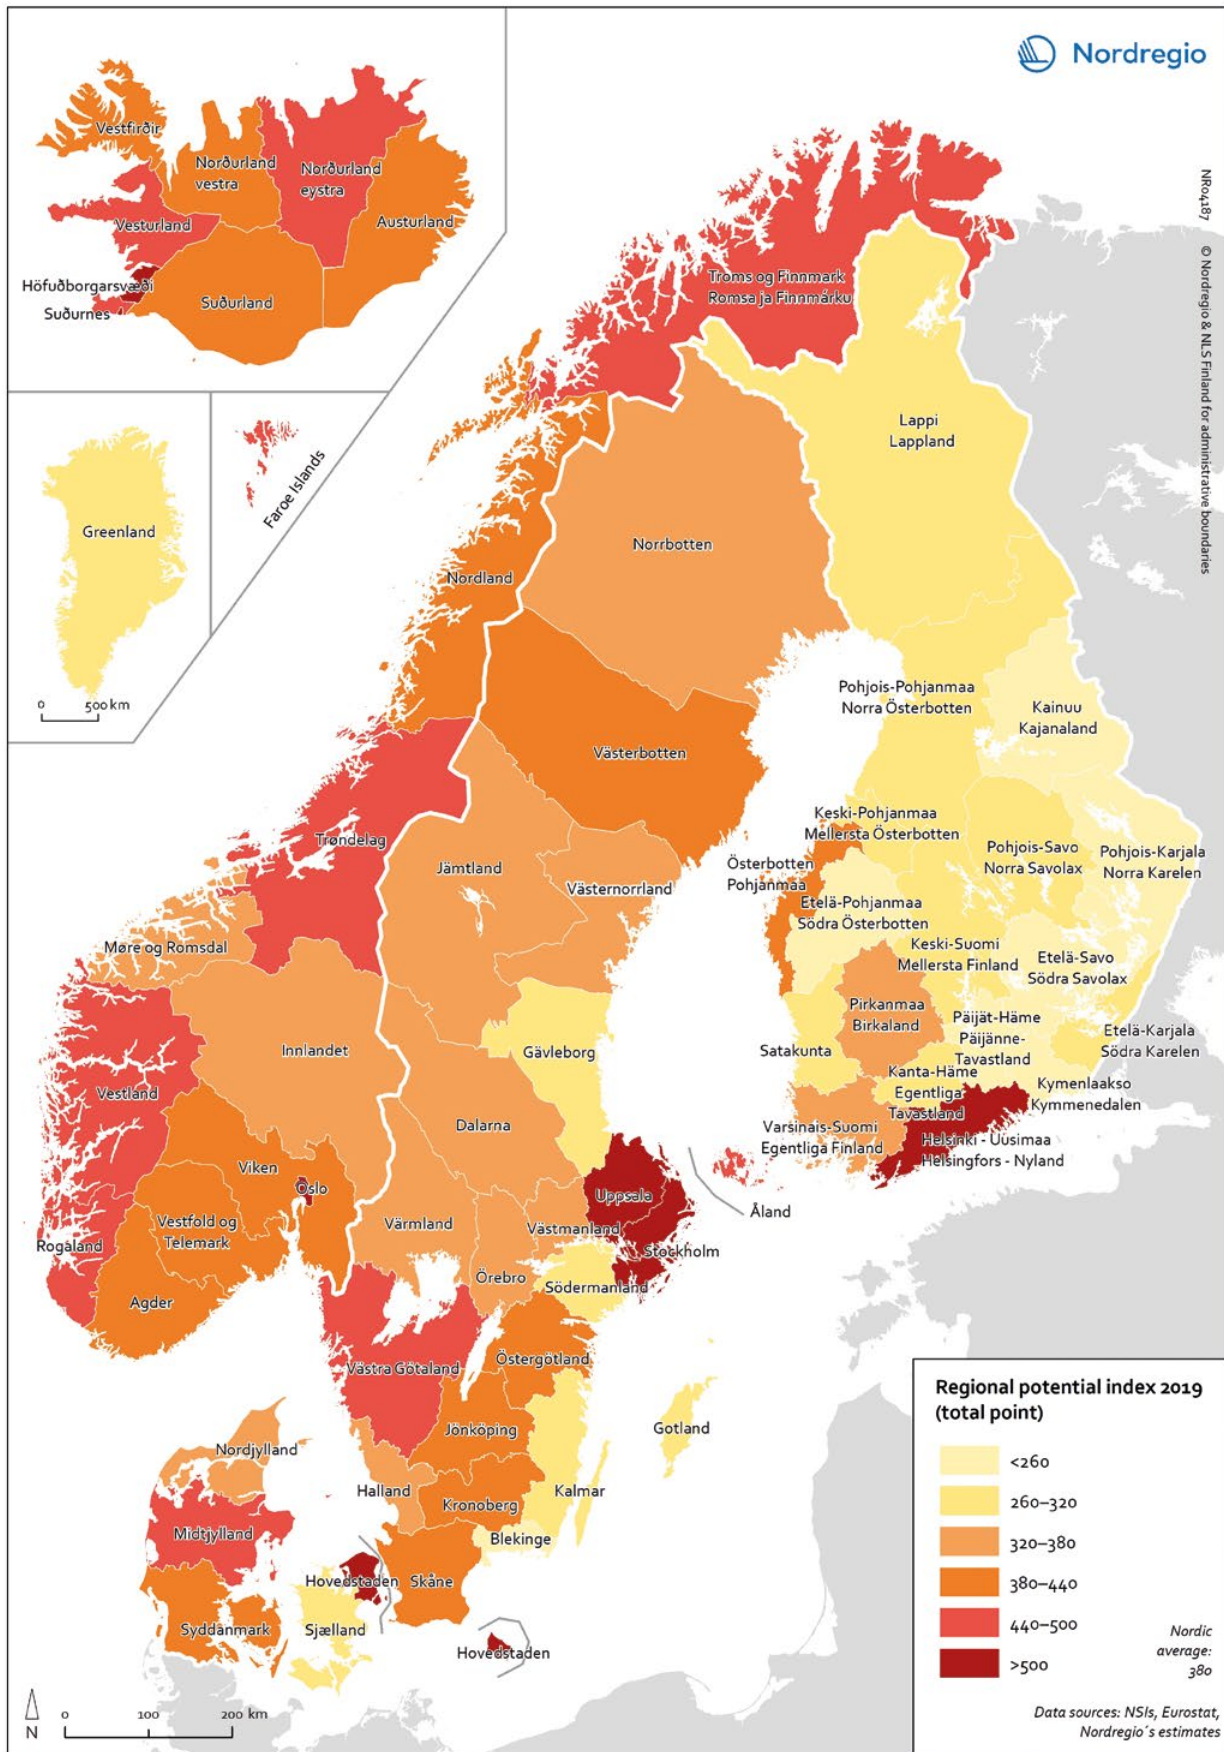 Nordregio
NR04187 © Nordregio & NLS Finland for administrative boundaries
Vestfirðir
Norðurland
vestra
Norðurland
eystra
Vesturland
Austurland
Höfuðborgarsvæði
Suðurnes
Suðurland
Greenland
0 500 km
Faroe Islands
Troms og Finnmark
Romsa ja Finnmárku
Lappi
Lappland
Norrbotten
Nordland
Pohjois-Pohjanmaa
Norra Österbotten
Kainuu
Kajanaland
Västerbotten
Keski-Pohjanmaa
Mellersta Österbotten
Trøndelag
Jämtland
Västernorrland
Österbotten
Pohjanmaa
Pohjois-Savo
Norra Savolax
Pohjois-Karjala
Norra Karelen
Etelä-Pohjanmaa
Södra Österbotten
Møre og Romsdal
Keski-Suomi
Mellersta Finland
Etelä-Savo
Södra Savolax
Pirkanmaa
Birkaland
Päijät-Häme
Päijänne-
Tavastland
Etelä-Karjala
Södra Karelen
Innlandet
Gävleborg
Satakunta
Kanta-Häme
Egentliga
Tavastland
Kymenlaakso
Kymmenedalen
Vestland
Dalarna
Varsinais-Suomi
Egentliga Finland
Helsinki - Uusimaa
Helsingfors - Nyland
Viken
Oslo
Uppsala
Åland
Vestfold og
Telemark
Värmland
Västmanland
Rogaland
Stockholm
Örebro
Södermanland
Agder
Västra Götaland
Östergötland
Jönköping
Gotland
Nordjylland
Halland
Kronoberg
Kalmar
Midtjylland
Blekinge
Hovedstaden
Skåne
Syddanmark
Sjælland
Hovedstaden
Regional potential index 2019
(total point)
<260
260–320
320–380
380–440
440–500
>500
Nordic
average:
380
Data sources: NSIs, Eurostat,
Nordregio´s estimates
N
0 100 200 km